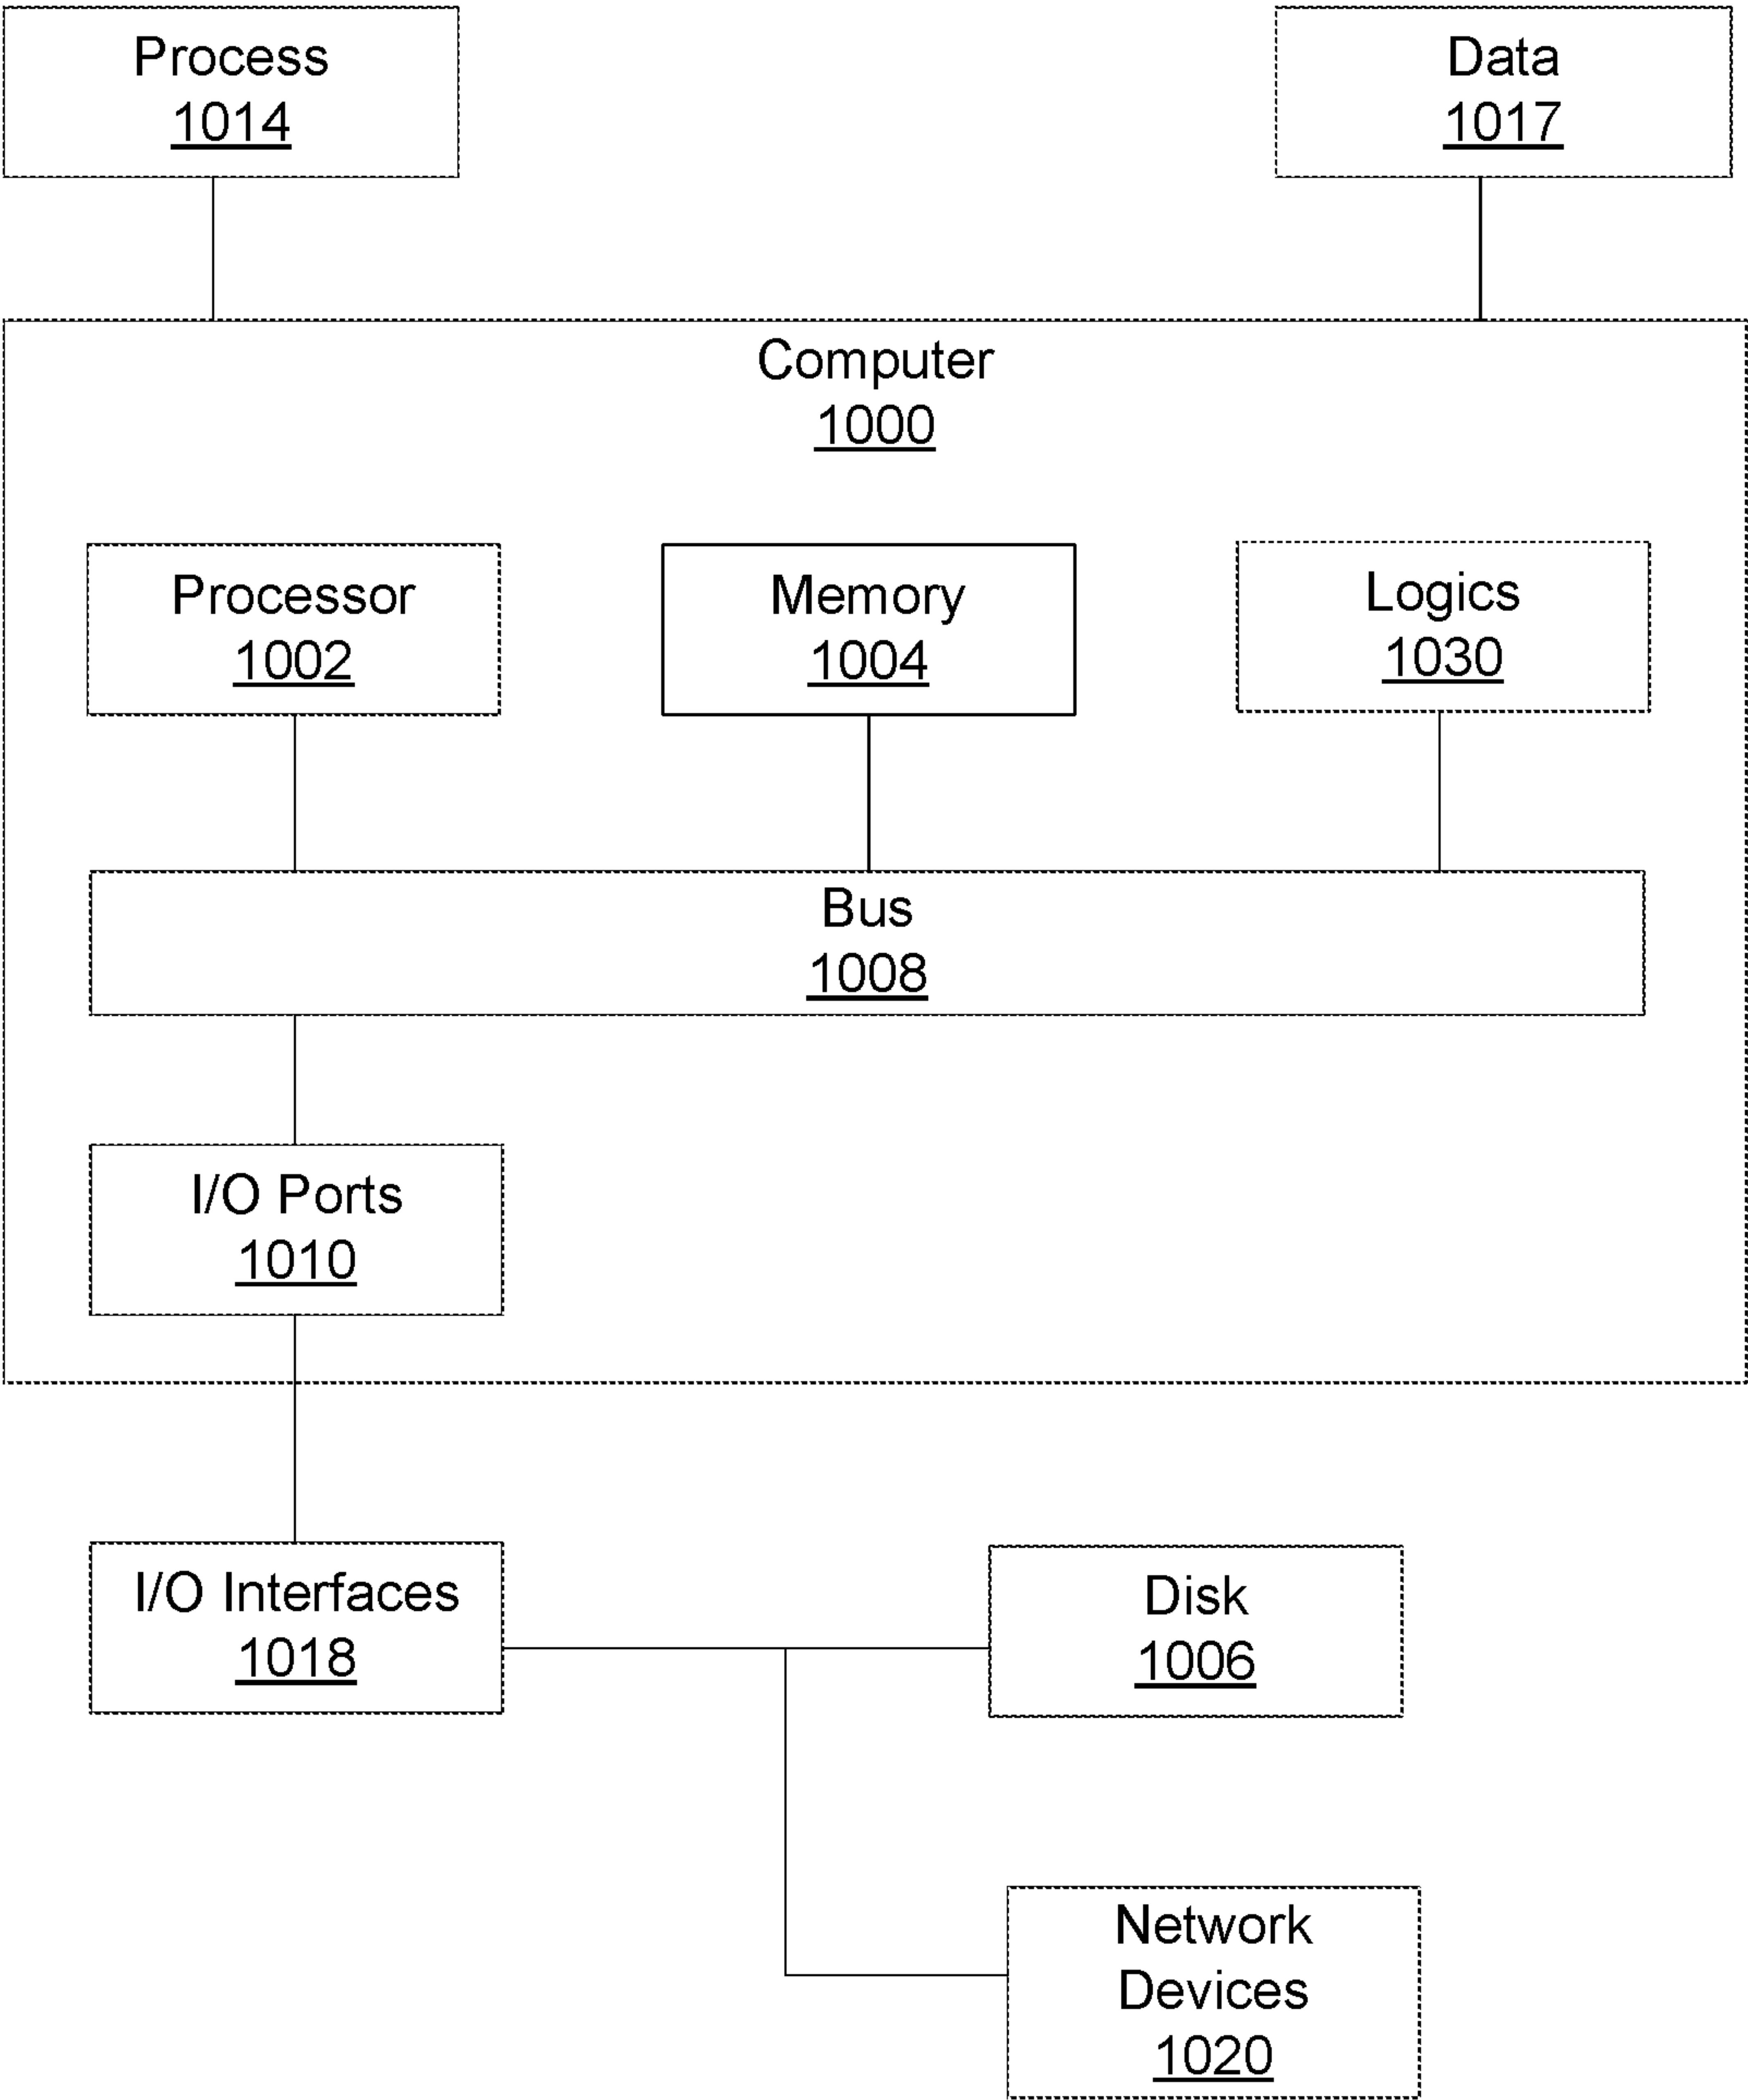 Process
1014
Data
1017
Computer
1000
Processor
1002
Memory
1004
Logics
1030
Bus
1008
I/O Ports
1010
I/O Interfaces
1018
Disk
1006
Network
Devices
1020